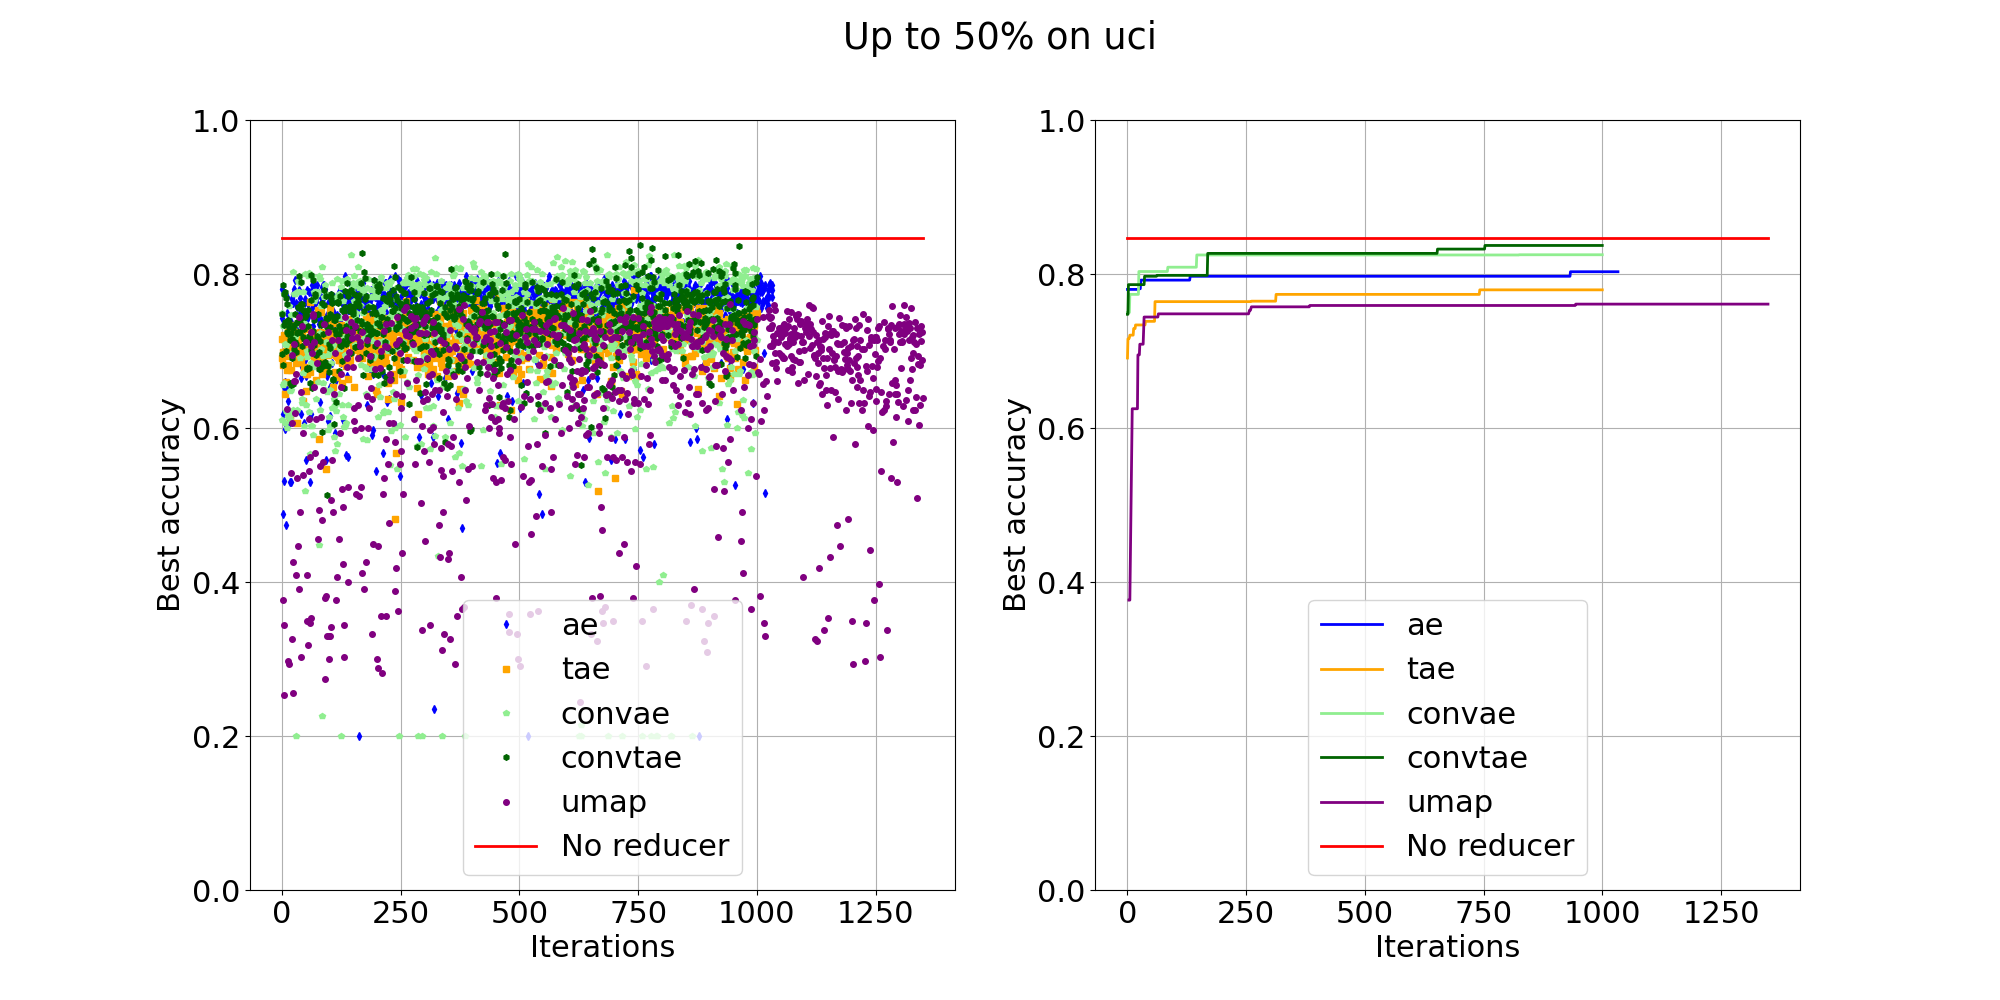 Up to 50% on uci
Best accuracy
1.0
0.8
0.6
0.4
0.2
0.0
0 250 500 750 1000 1250
Iterations
ae
tae
convae
convtae
umap
No reducer
Best accuracy
1.0
0.8
0.6
0.4
0.2
0.0
0 250 500 750 1000 1250
Iterations
ae
tae
convae
convtae
umap
No reducer